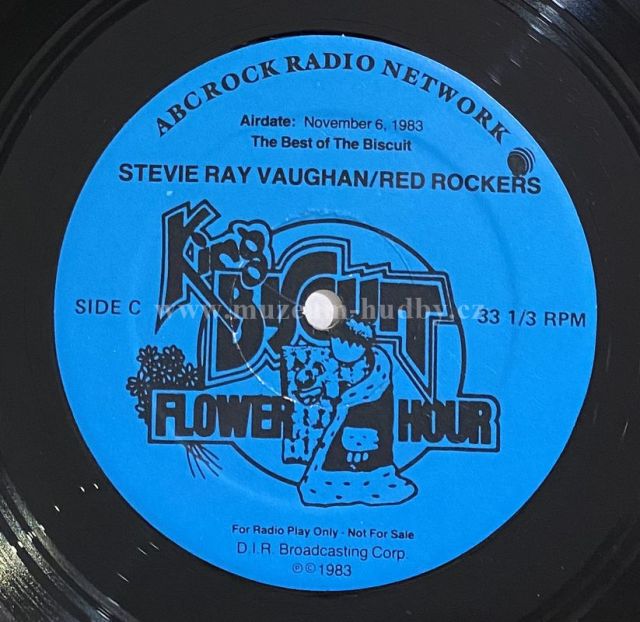 ABC ROCK RADIO NETWORK
Airdate: November 6, 1983
The Best of The Biscuit
STEVIE RAY VAUGHAN/RED ROCKERS
King
BISCUIT
FLOWER HOUR
SIDE C
33 1/3 RPM
www.muzeum-hudby.cz
For Radio Play Only - Not For Sale
D.I.R. Broadcasting Corp.
℗©1983